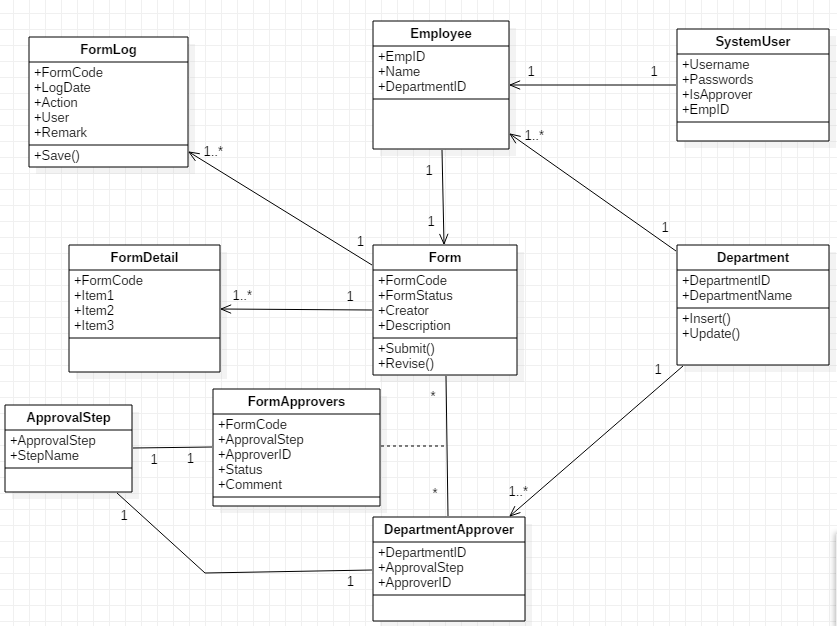 FormLog
+FormCode
+LogDate
+Action
+User
+Remark
+Save()
Employee
+EmpID
+Name
+DepartmentID
SystemUser
+Username
+Passwords
+IsApprover
+EmpID
1
1
1..*
1..*
1
1
1
1
FormDetail
+FormCode
+Item1
+Item2
+Item3
1..*
1
Form
+FormCode
+FormStatus
+Creator
+Description
+Submit()
+Revise()
Department
+DepartmentID
+DepartmentName
+Insert()
+Update()
1
*
ApprovalStep
+ApprovalStep
+StepName
1
1
FormApprovers
+FormCode
+ApprovalStep
+ApproverID
+Status
+Comment
*
1..*
1
1
DepartmentApprover
+DepartmentID
+ApprovalStep
+ApproverID